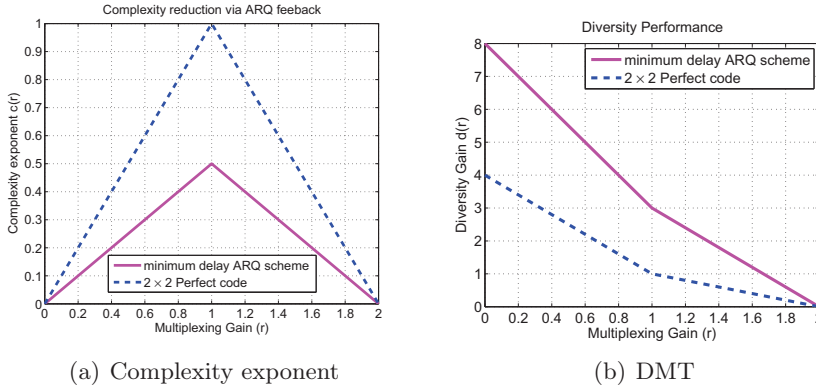 Complexity reduction via ARQ feeback
Complexity exponent c(r)
1
0.9
0.8
0.7
0.6
0.5
0.4
0.3
0.2
0.1
0
minimum delay ARQ scheme
2 × 2 Perfect code
0 0.2 0.4 0.6 0.8 1 1.2 1.4 1.6 1.8 2
Multiplexing Gain (r)
(a) Complexity exponent
Diversity Performance
Diversity Gain d(r)
8
7
6
5
4
3
2
1
0
minimum delay ARQ scheme
2 × 2 Perfect code
0 0.2 0.4 0.6 0.8 1 1.2 1.4 1.6 1.8 2
Multiplexing Gain (r)
(b) DMT